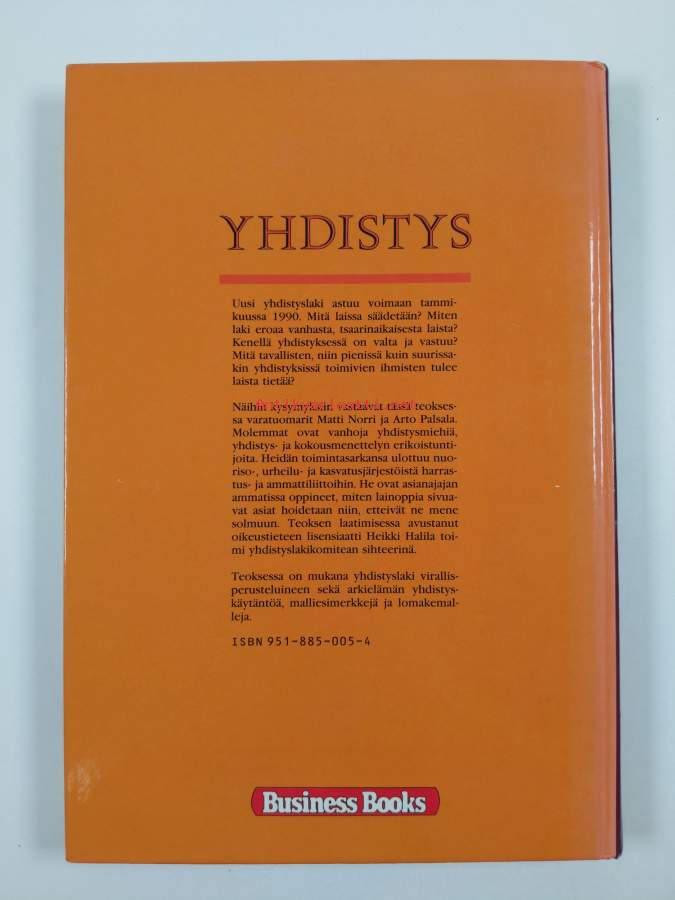 YHDISTYS
Uusi yhdistyslaki astuu voimaan tammi-
kuussa 1990. Mitä laissa säädetään? Miten
laki eroaa vanhasta, tsaarinaikaisesta laista?
Kenellä yhdistyksessä on valta ja vastuu?
Mitä tavallisten, niin pienissä kuin suurissa-
kin yhdistyksissä toimivien ihmisten tulee
laista tietää?
Näihin kysymyksiin vastaavat tässä teokses-
sa varatuomarit Matti Norri ja Arto Palsala.
Molemmat ovat vanhoja yhdistysmiehiä,
yhdistys- ja kokousmenettelyn erikoistunti-
joita. Heidän toimintasarkansa ulottuu nuo-
riso-, urheilu- ja kasvatusjärjestöistä harras-
tus- ja ammattiliittoihin. He ovat asianajajan
ammatissa oppineet, miten lainoppia sivua-
vat asiat hoidetaan niin, etteivät ne mene
solmuun. Teoksen laatimisessa avustanut
oikeustieteen lisensiaatti Heikki Halila toi-
mi yhdistyslakikomitean sihteerinä.
Teoksessa on mukana yhdistyslaki virallis-
perusteluineen sekä arkielämän yhdistys-
käytäntöä, malliesimerkkejä ja lomakemal-
leja.
ISBN 951-885-005-4
Business Books